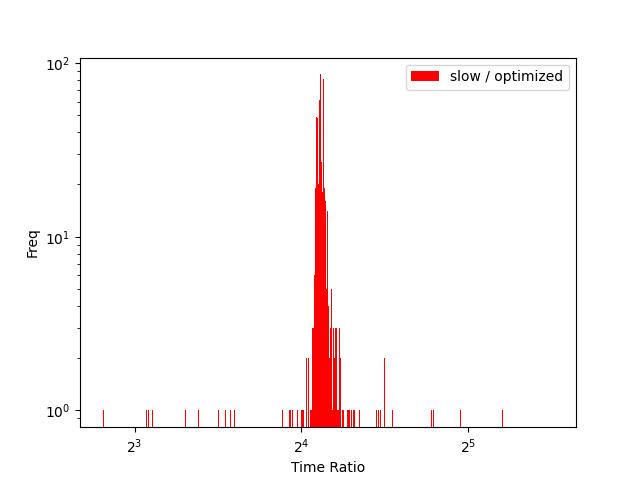 slow / optimized
10²
10¹
10⁰
Freq
2³
2⁴
2⁵
Time Ratio